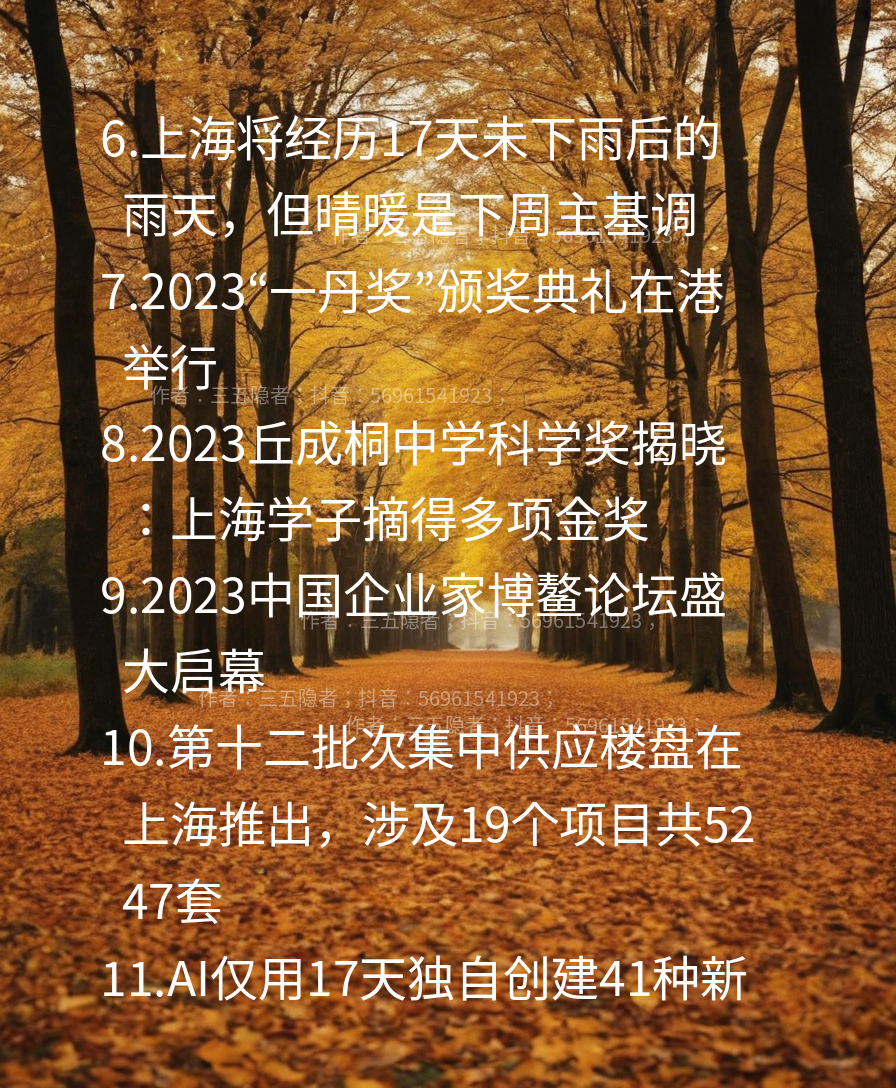 6.上海将经历17天未下雨后的
雨天，但晴暖是下周主基调
作者：三五隐者；抖音：56961541923；
7.2023“一丹奖”颁奖典礼在港
举行
作者：三五隐者；抖音：56961541923；
8.2023丘成桐中学科学奖揭晓
：上海学子摘得多项金奖
9.2023中国企业家博鳌论坛盛
作者：三五隐者；抖音：56961541923；
大启幕
作者：三五隐者；抖音：56961541923；
作者：三五隐者；抖音：56961541923；
10.第十二批次集中供应楼盘在
上海推出，涉及19个项目共52
47套
11.AI仅用17天独自创建41种新